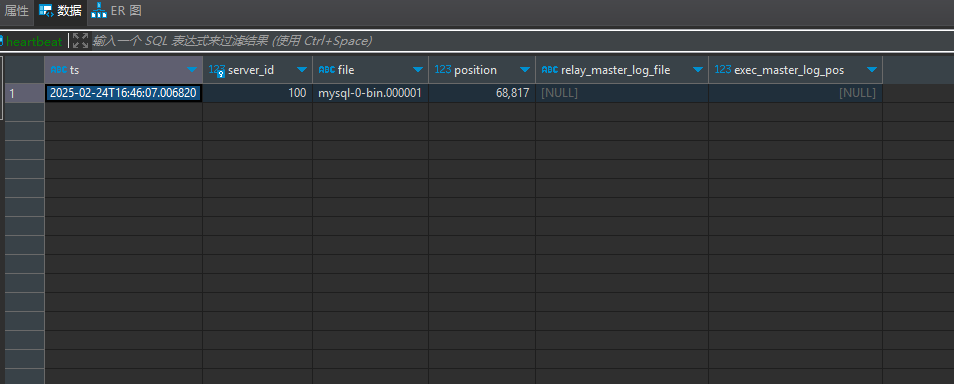 属性 数据 ER 图
heartbeat 输入一个 SQL 表达式来过滤结果 (使用 Ctrl+Space)
ABC ts 123 server_id ABC file 123 position ABC relay_master_log_file 123 exec_master_log_pos
1 2025-02-24T16:46:07.006820 100 mysql-0-bin.000001 68,817 [NULL] [NULL]